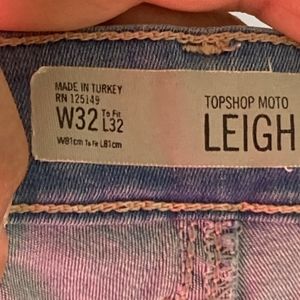 MADE IN TURKEY
RN 125149
W32 To Fit L32
W81cm To Fit L81cm
TOPSHOP MOTO
LEIGH